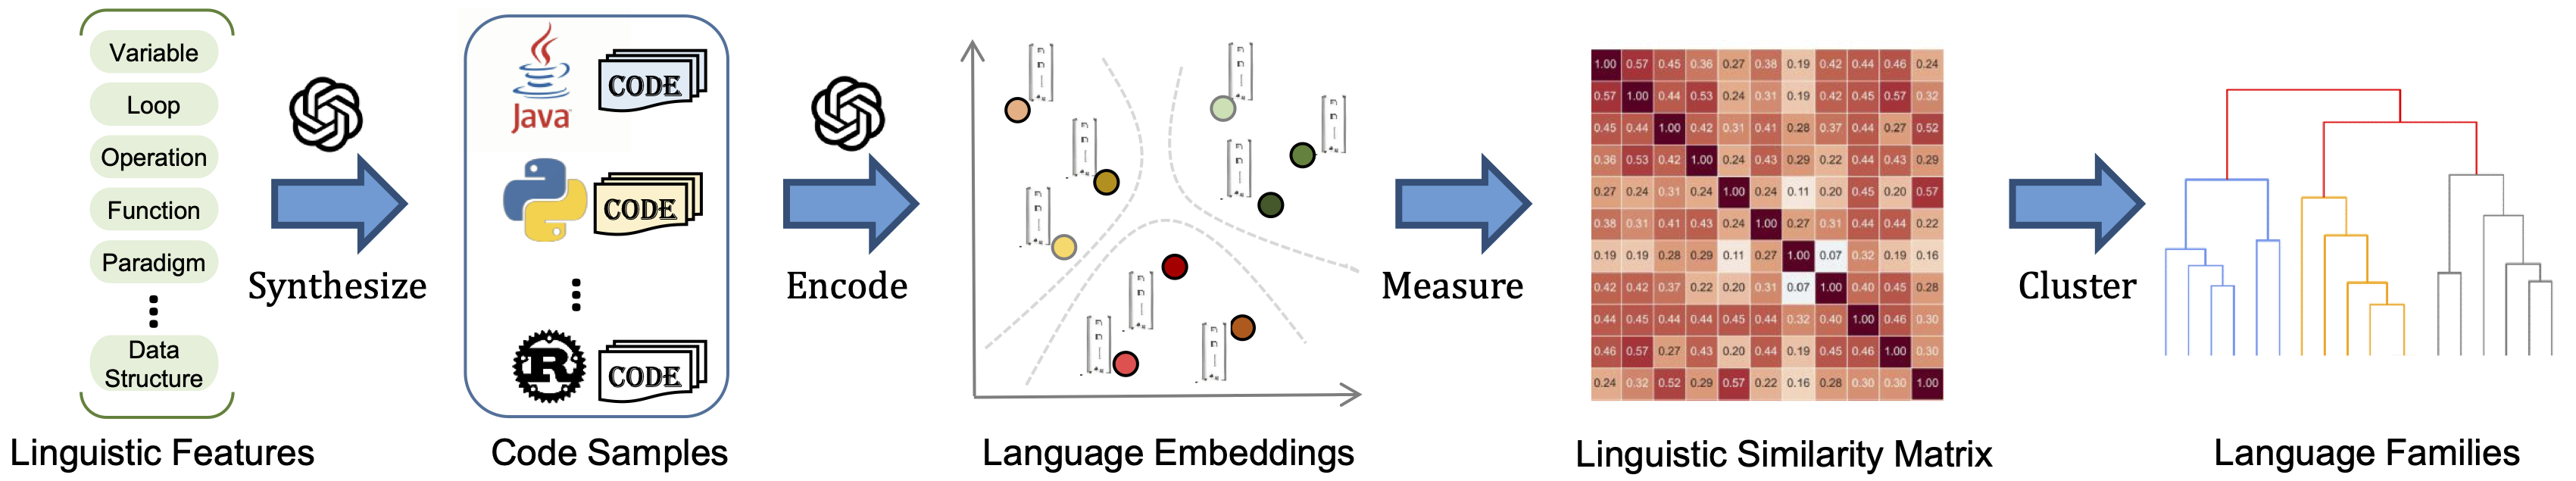 Variable
Loop
Operation
Function
Paradigm
Data
Structure
Linguistic Features
Synthesize
Java
CODE
CODE
CODE
Code Samples
Encode
Language Embeddings
Measure
1.00 0.57 0.45 0.36 0.27 0.38 0.19 0.42 0.44 0.46 0.24
0.57 1.00 0.44 0.53 0.24 0.31 0.19 0.42 0.45 0.57 0.32
0.45 0.44 1.00 0.42 0.31 0.41 0.28 0.37 0.44 0.27 0.52
0.36 0.53 0.42 1.00 0.24 0.43 0.29 0.22 0.44 0.43 0.29
0.27 0.24 0.31 0.24 1.00 0.24 0.11 0.20 0.45 0.20 0.57
0.38 0.31 0.41 0.43 0.24 1.00 0.27 0.31 0.44 0.44 0.22
0.19 0.19 0.28 0.29 0.11 0.27 1.00 0.07 0.32 0.19 0.16
0.42 0.42 0.37 0.22 0.20 0.31 0.07 1.00 0.40 0.45 0.28
0.44 0.45 0.44 0.44 0.45 0.44 0.32 0.40 1.00 0.46 0.30
0.46 0.57 0.27 0.43 0.20 0.44 0.19 0.45 0.46 1.00 0.30
0.24 0.32 0.52 0.29 0.57 0.22 0.16 0.28 0.30 0.30 1.00
Linguistic Similarity Matrix
Cluster
Language Families